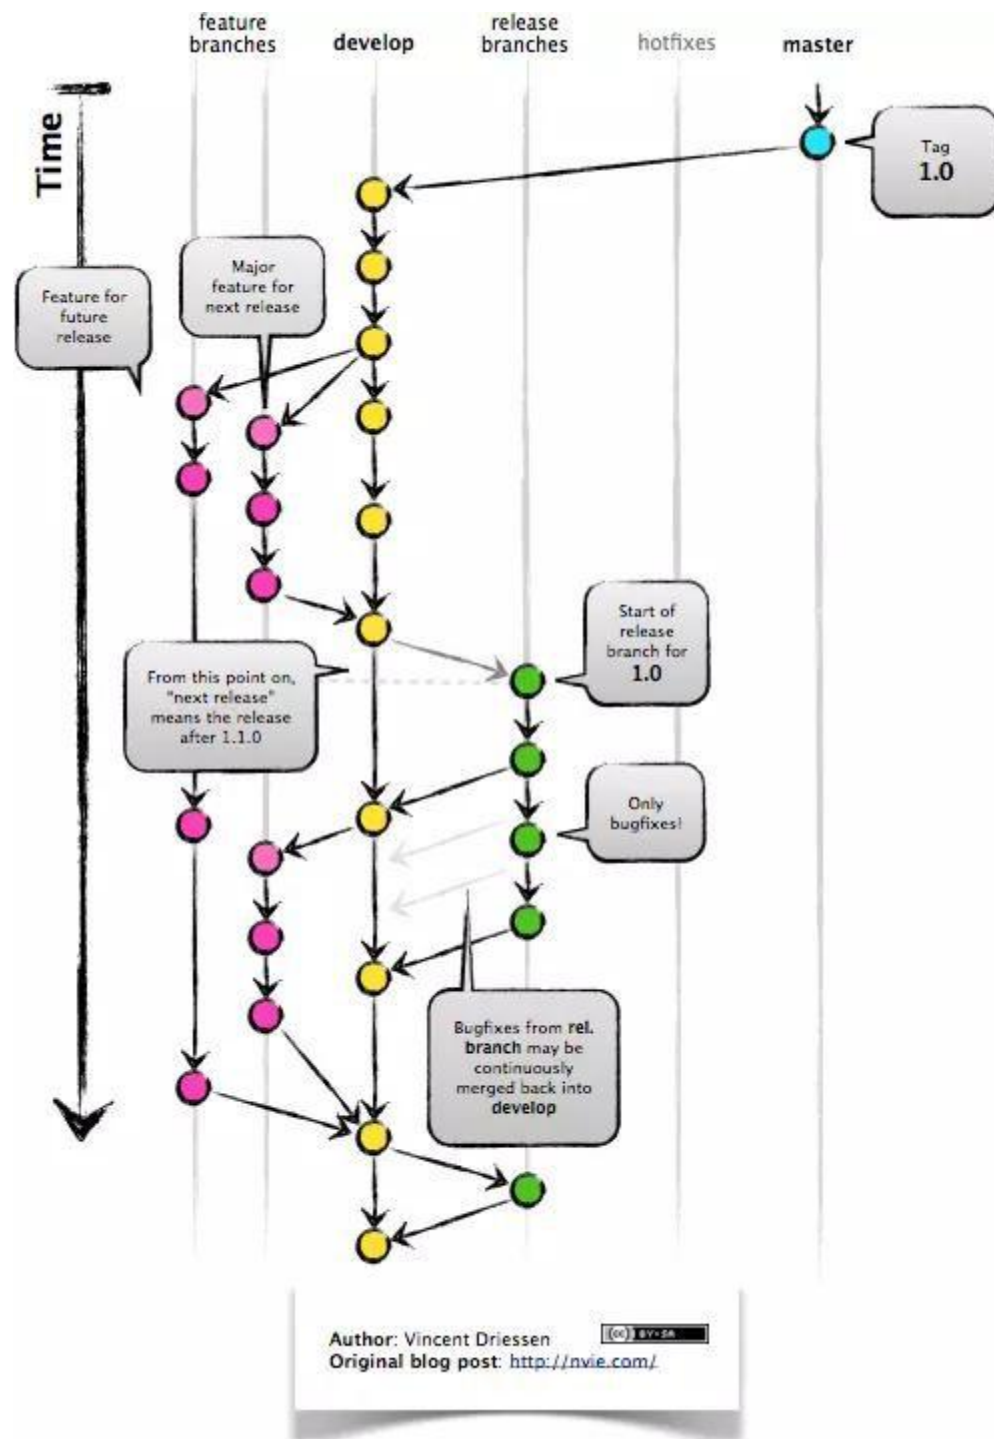 feature
branches
develop
release
branches
hotfixes
master
Time
Tag
1.0
Feature for
future
release
Major
feature for
next release
Start of
release
branch for
1.0
From this point on,
"next release"
means the release
after 1.1.0
Only
bugfixes!
Bugfixes from rel.
branch may be
continuously
merged back into
develop
Author: Vincent Driessen
(cc) BY-SA
Original blog post: http://nvie.com/